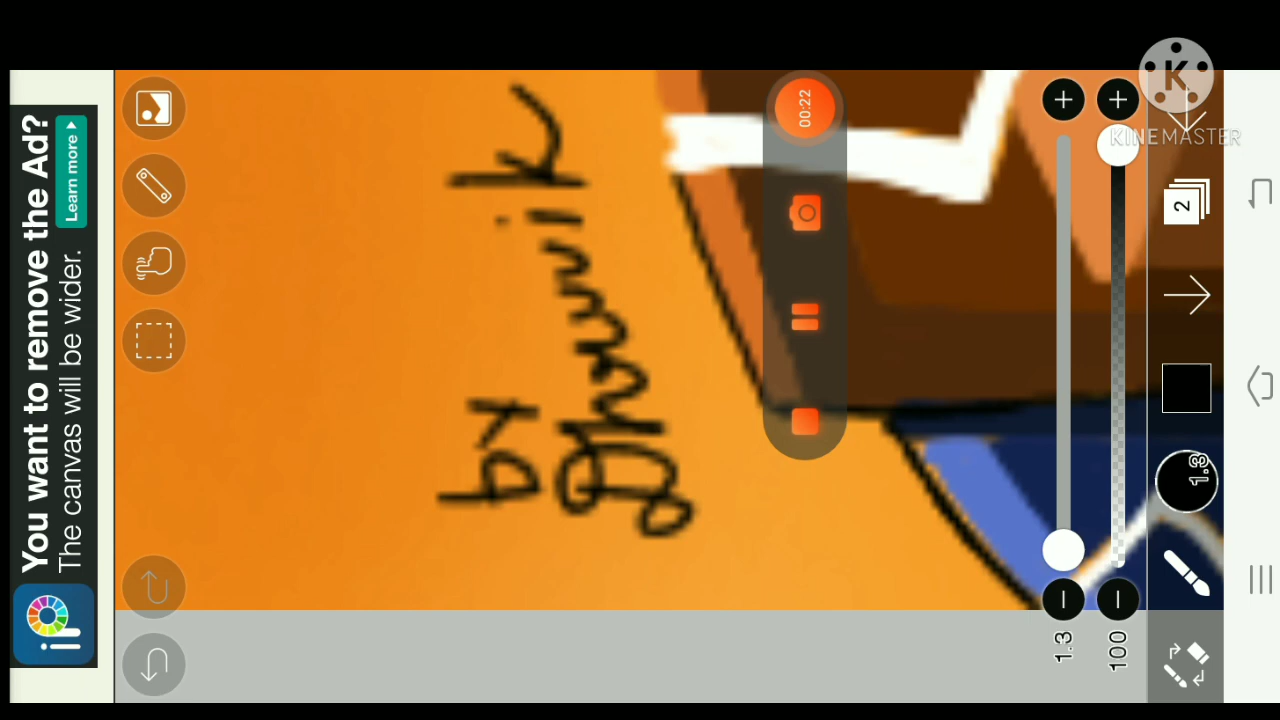 You want to remove the Ad?
The canvas will be wider.
Learn more
iP
by
00:22
KINEMASTER
K
2
1.3
1.3
100